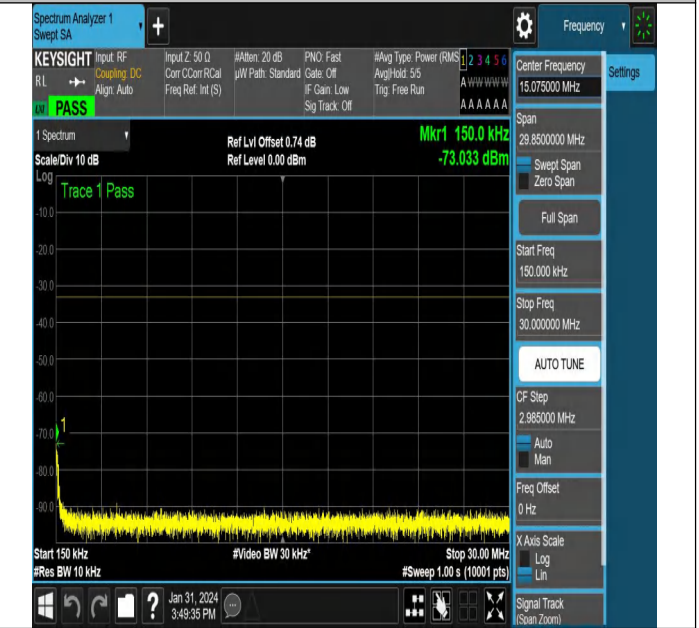 Spectrum Analyzer 1
Swept SA
+
Frequency
KEYSIGHT
RL
PASS
Input: RF
Coupling: DC
Align: Auto
Input Z: 50 Ω
Corr CCorr RCal
Freq Ref: Int (S)
#Atten: 20 dB
µW Path: Standard
PNO: Fast
Gate: Off
IF Gain: Low
Sig Track: Off
#Avg Type: Power (RMS
Avg|Hold: 5/5
Trig: Free Run
1 2 3 4 5 6
A W W W W W
A A A A A A
1 Spectrum
Scale/Div 10 dB
Ref Lvl Offset 0.74 dB
Ref Level 0.00 dBm
Mkr1 150.0 kHz
-73.033 dBm
Log
Trace 1 Pass
-10.0
-20.0
-30.0
-40.0
-50.0
-60.0
-70.0
-80.0
-90.0
1
Start 150 kHz
#Res BW 10 kHz
#Video BW 30 kHz*
Stop 30.00 MHz
#Sweep 1.00 s (10001 pts)
Jan 31, 2024
3:49:35 PM
Center Frequency
15.075000 MHz
Settings
Span
29.8500000 MHz
Swept Span
Zero Span
Full Span
Start Freq
150.000 kHz
Stop Freq
30.000000 MHz
AUTO TUNE
CF Step
2.985000 MHz
Auto
Man
Freq Offset
0 Hz
X Axis Scale
Log
Lin
Signal Track
(Span Zoom)